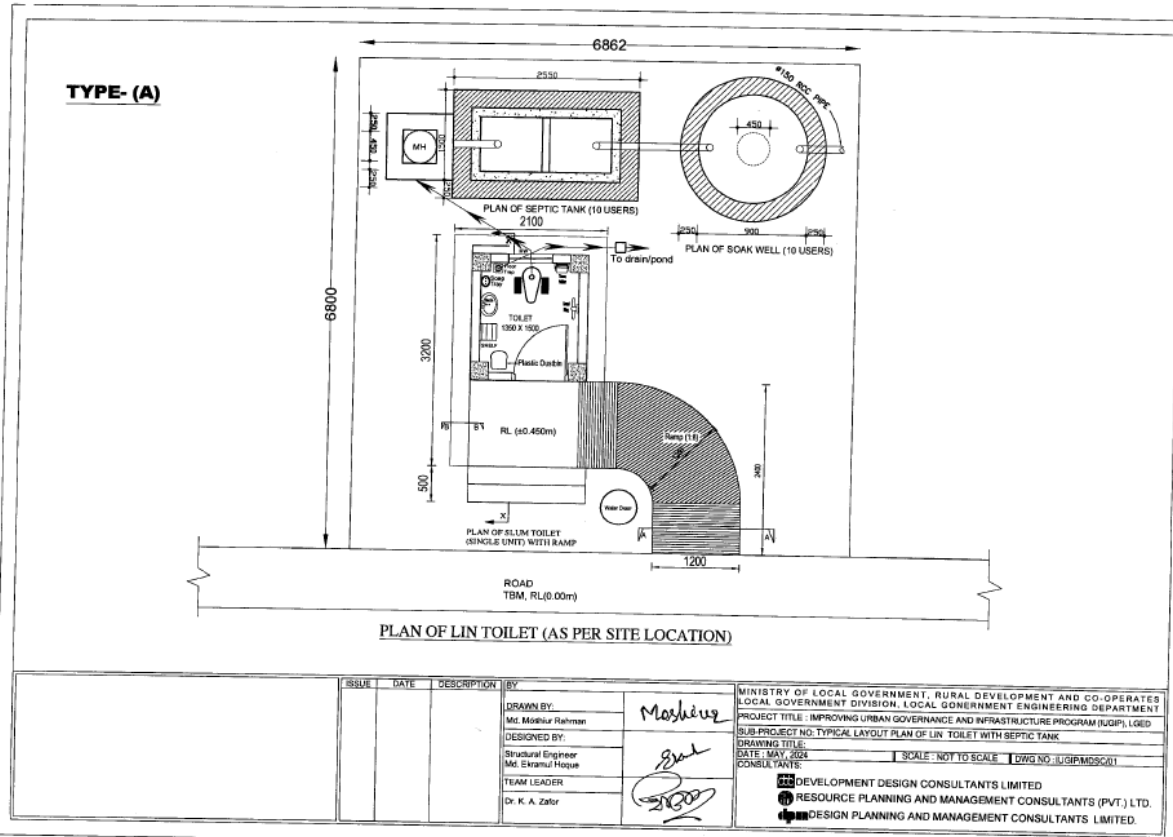 TYPE- (A)
6862
2550
#150 RCC PIPE
250
450
250
MH
1500
250
450
PLAN OF SEPTIC TANK (10 USERS)
2100
250
900
250
PLAN OF SOAK WELL (10 USERS)
To drain/pond
6800
3200
Floor Trap
Soap Tray
TOILET
1350 X 1500
SHELF
Plastic Dustbin
RL (±0.450m)
Ramp (1:8)
B
B
2400
500
Water Drum
X
PLAN OF SLUM TOILET
(SINGLE UNIT) WITH RAMP
A
A
1200
ROAD
TBM, RL(0.00m)
PLAN OF LIN TOILET (AS PER SITE LOCATION)
ISSUE DATE DESCRIPTION BY
DRAWN BY:
Md. Moshiur Rahman
DESIGNED BY:
Structural Engineer
Md. Ekramul Hoque
TEAM LEADER
Dr. K. A. Zafor
Moshiur
MINISTRY OF LOCAL GOVERNMENT, RURAL DEVELOPMENT AND CO-OPERATES
LOCAL GOVERNMENT DIVISION, LOCAL GONERNMENT ENGINEERING DEPARTMENT
PROJECT TITLE : IMPROVING URBAN GOVERNANCE AND INFRASTRUCTURE PROGRAM (IUGIP), LGED
SUB-PROJECT NO: TYPICAL LAYOUT PLAN OF LIN TOILET WITH SEPTIC TANK
DRAWING TITLE:
DATE : MAY, 2024 SCALE : NOT TO SCALE DWG NO :IUGIP/MDSC/01
CONSULTANTS:
DEVELOPMENT DESIGN CONSULTANTS LIMITED
RESOURCE PLANNING AND MANAGEMENT CONSULTANTS (PVT.) LTD.
dpm DESIGN PLANNING AND MANAGEMENT CONSULTANTS LIMITED.